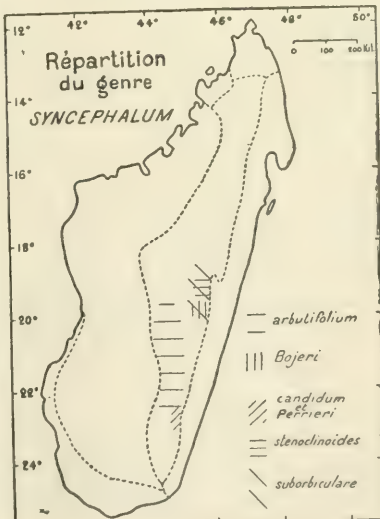 42° 44° 46° 48° 50°
12°
Répartition
du genre
SYNCEPHALUM
0 100 200 Kil.
14°
16°
18°
20°
22°
24°
arbutifolium
Bojeri
candidum
et
Perrieri
stenoclinoides
suborbiculare